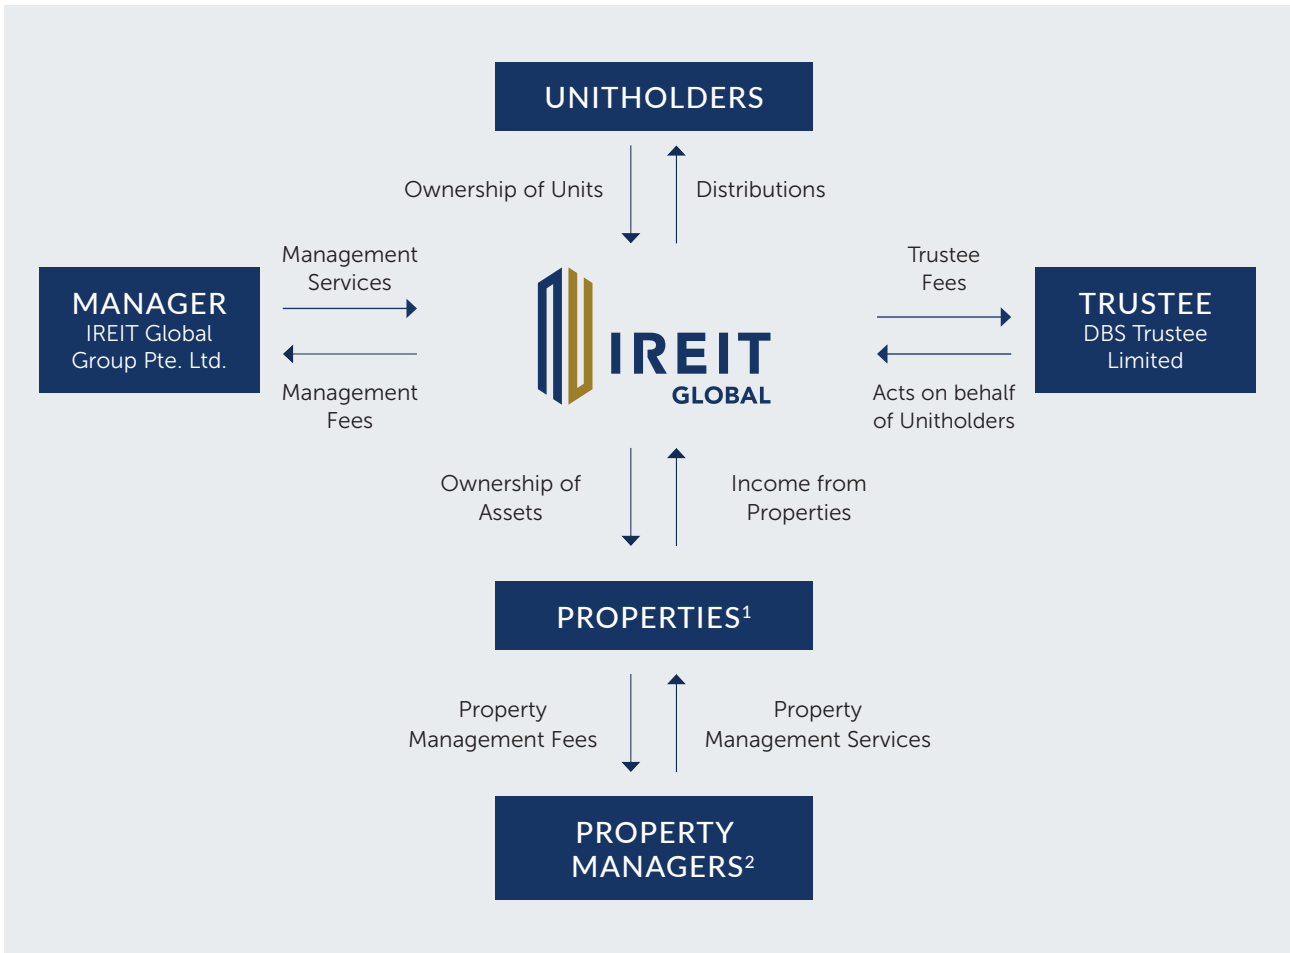 UNITHOLDERS
Ownership of Units
Distributions
Management
Services
MANAGER
IREIT Global
Group Pte. Ltd.
Management
Fees
IREIT
GLOBAL
Trustee
Fees
TRUSTEE
DBS Trustee
Limited
Acts on behalf
of Unitholders
Ownership of
Assets
Income from
Properties
PROPERTIES¹
Property
Management Fees
Property
Management Services
PROPERTY
MANAGERS²